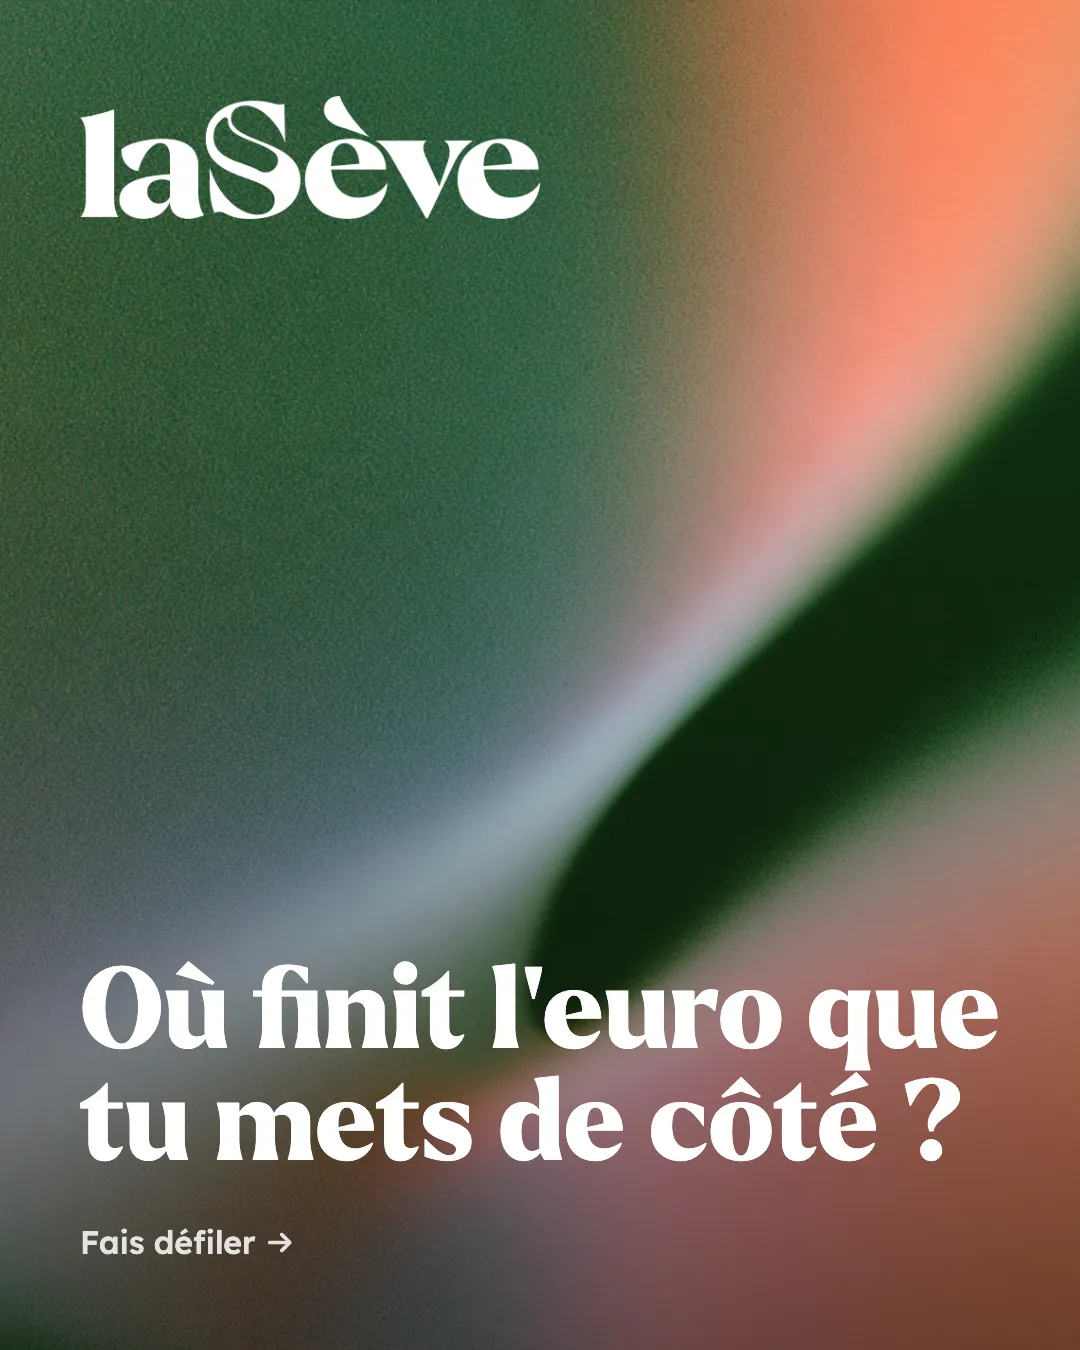 laSève
Où finit l'euro que
tu mets de côté ?
Fais défiler →